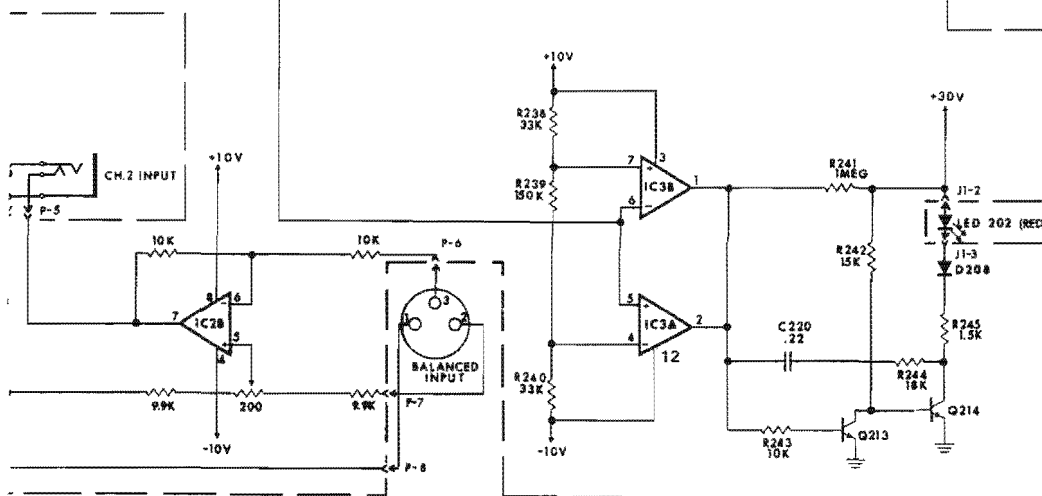 +10V
R238
33K
+30V
3
7
+
IC3B
1
R241
1MEG
CH.2 INPUT
+10V
R239
150K
6
−
J1-2
P-5
LED 202 (RED
10K
10K
P-6
R242
15K
J1-3
D208
8
−
6
3
7
IC2B
1
2
5
+
IC3A
2
C220
.22
R245
1.5K
+
5
4
4
−
12
BALANCED
INPUT
R244
18K
R240
33K
9.9K
200
9.9K
P-7
Q214
Q213
R243
10K
-10V
-10V
P-8